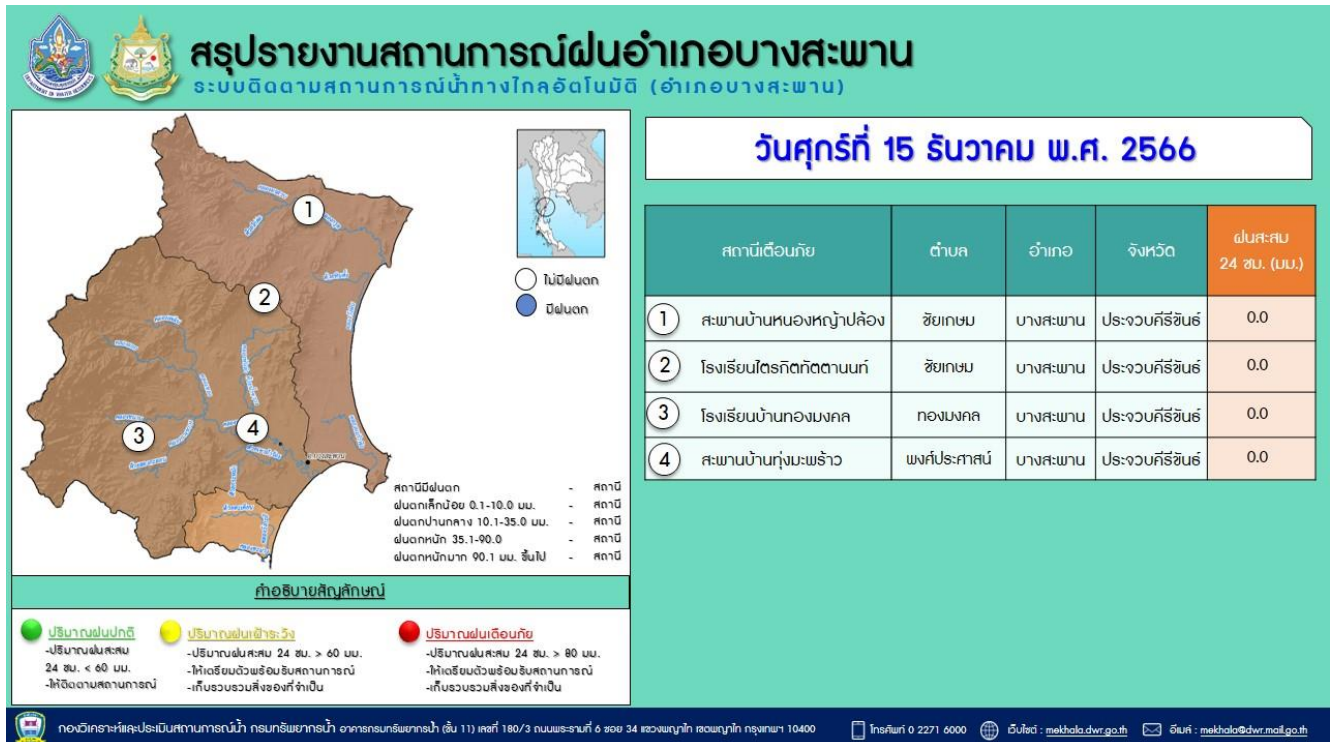 สรุปรายงานสถานการณ์ฝนอำเภอบางสะพาน
ระบบติดตามสถานการณ์น้ำทางไกลอัตโนมัติ (อำเภอบางสะพาน)
วันศุกร์ที่ 15 ธันวาคม พ.ศ. 2566
1
2
3
4
ไม่มีฝนตก
มีฝนตก
สถานีมีฝนตก - สถานี
ฝนตกเล็กน้อย 0.1-10.0 มม. - สถานี
ฝนตกปานกลาง 10.1-35.0 มม. - สถานี
ฝนตกหนัก 35.1-90.0 - สถานี
ฝนตกหนักมาก 90.1 มม. ขึ้นไป - สถานี
สถานีเตือนภัย ตำบล อำเภอ จังหวัด ฝนสะสม 24 ชม. (มม.)
1 สะพานบ้านหนองหญ้าปล้อง ชัยเกษม บางสะพาน ประจวบคีรีขันธ์ 0.0
2 โรงเรียนไตรกิตทัตตานนท์ ชัยเกษม บางสะพาน ประจวบคีรีขันธ์ 0.0
3 โรงเรียนบ้านทองมงคล ทองมงคล บางสะพาน ประจวบคีรีขันธ์ 0.0
4 สะพานบ้านทุ่งมะพร้าว พงศ์ประศาสน์ บางสะพาน ประจวบคีรีขันธ์ 0.0
คำอธิบายสัญลักษณ์
ปริมาณฝนปกติ
-ปริมาณฝนสะสม
24 ชม. < 60 มม.
-ให้ติดตามสถานการณ์
ปริมาณฝนเฝ้าระวัง
-ปริมาณฝนสะสม 24 ชม. > 60 มม.
-ให้เตรียมตัวพร้อมรับสถานการณ์
-เก็บรวบรวมสิ่งของที่จำเป็น
ปริมาณฝนเตือนภัย
-ปริมาณฝนสะสม 24 ชม. > 80 มม.
-ให้เตรียมตัวพร้อมรับสถานการณ์
-เก็บรวบรวมสิ่งของที่จำเป็น
กองวิเคราะห์และประเมินสถานการณ์น้ำ กรมทรัพยากรน้ำ อาคารกรมทรัพยากรน้ำ (ชั้น 11) เลขที่ 180/3 ถนนพระรามที่ 6 ซอย 34 แขวงพญาไท เขตพญาไท กรุงเทพฯ 10400 โทรศัพท์ 0 2271 6000 เว็บไซต์ : mekhala.dwr.go.th อีเมล์ : mekhala@dwr.mail.go.th